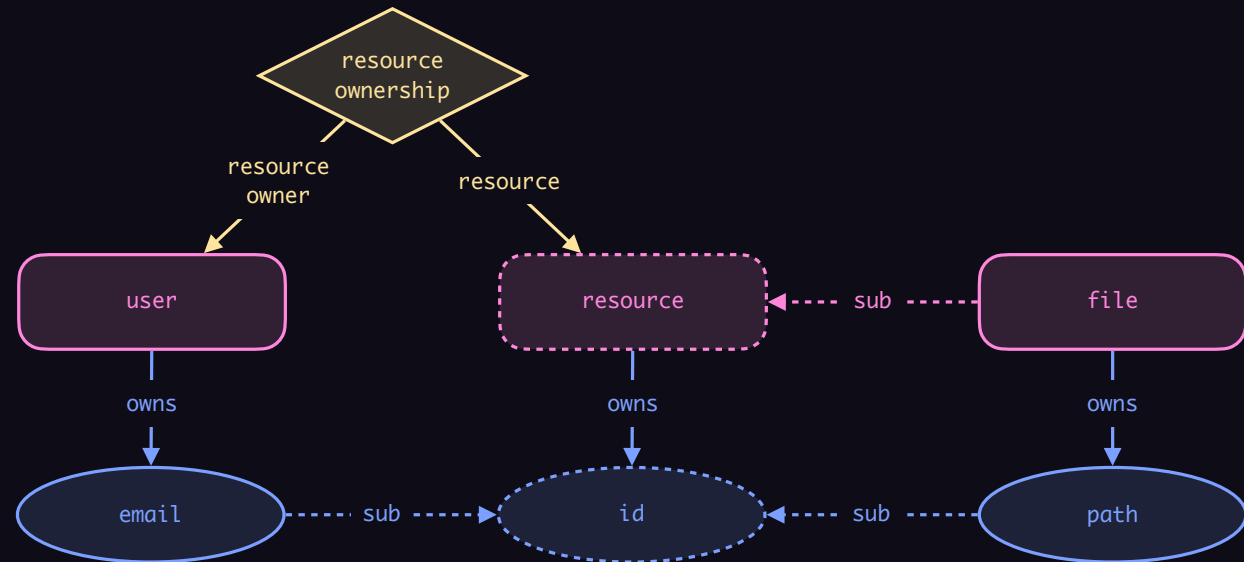 resource
ownership
resource
owner
resource
user
resource
sub
file
owns
owns
owns
email
sub
id
sub
path